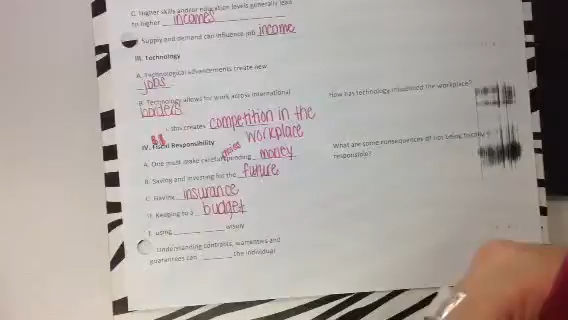 C. Higher skills and/or education levels generally lead
to higher incomes
Supply and demand can influence job income
III. Technology
A. Technological advancements create new
jobs
B. Technology allows for work across international
borders
How has technology influenced the workplace?
. this creates competition in the
workplace
IV. Fiscal Responsibility
A. One must make careful spending money
What are some consequences of not being fiscally
responsible?
B. Saving and investing for the future
C. Having insurance
D. Keeping to a budget
E. using ____________ wisely
Understanding contracts, warranties and
guarantees can ________ the individual